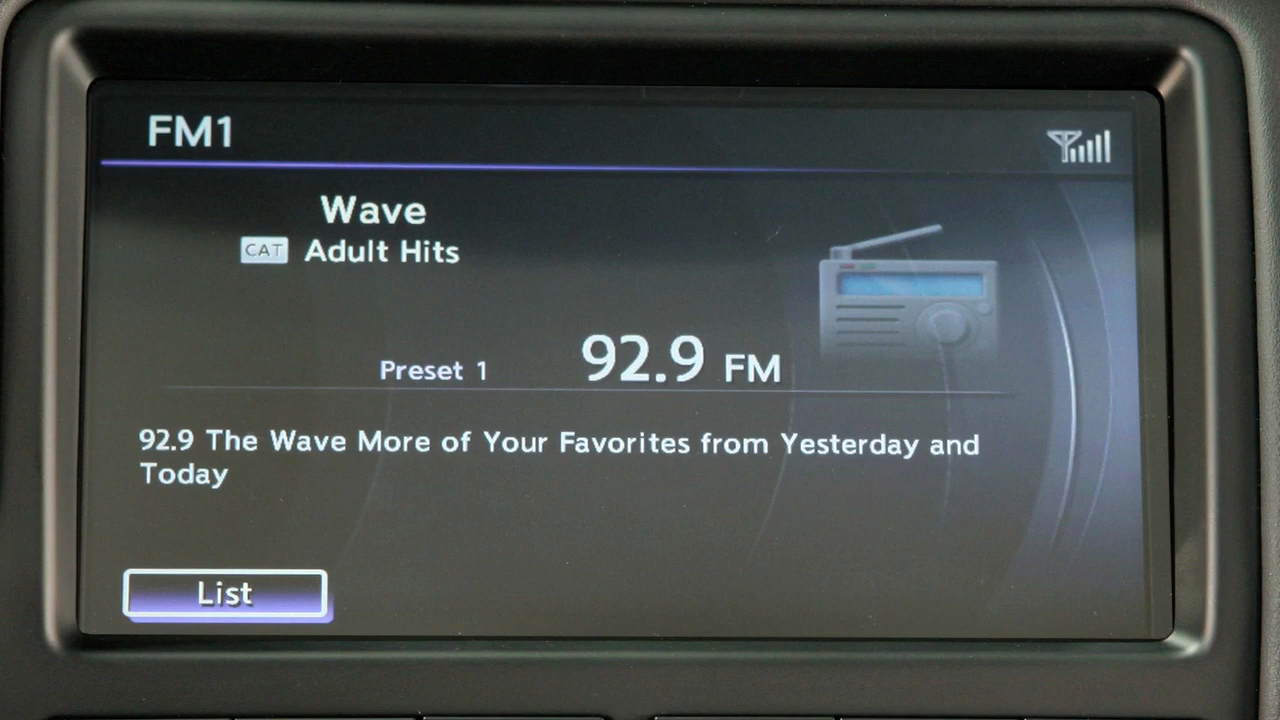 FM1
Wave
CAT Adult Hits
Preset 1 92.9 FM
92.9 The Wave More of Your Favorites from Yesterday and
Today
List